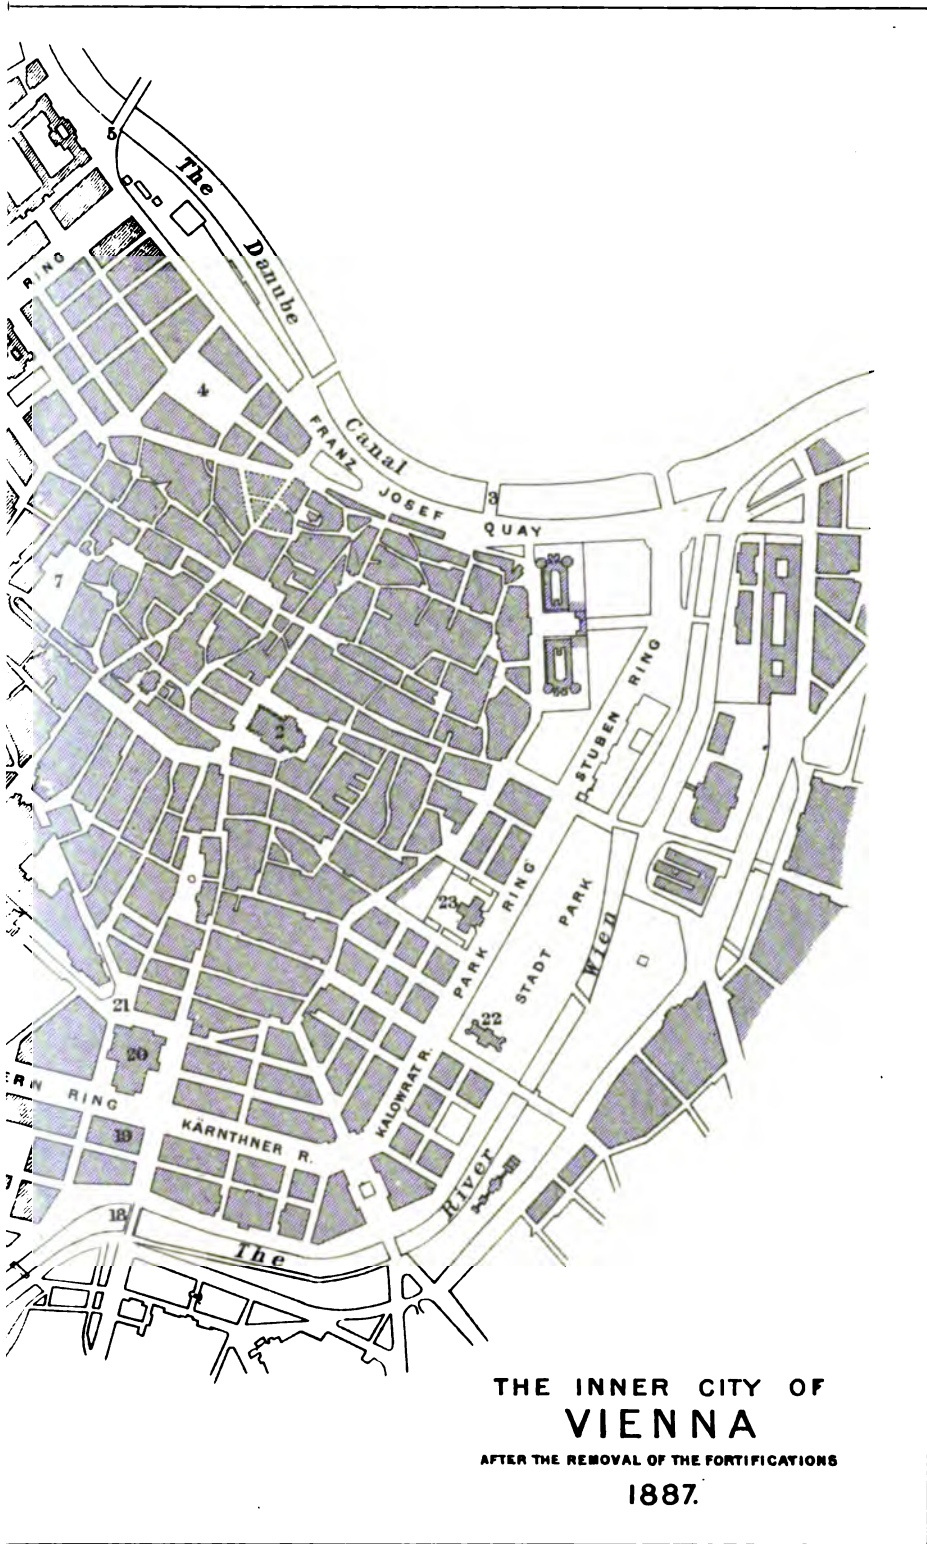 5
The
Danube
RING
4
Canal
FRANZ
JOSEF
QUAY
3
7
RING
STUBEN
2
RING
PARK
23
STADT PARK
Wien
22
21
20
KALOWRAT R.
RING
19
KÄRNTHNER R.
River
18
The
THE INNER CITY OF
VIENNA
AFTER THE REMOVAL OF THE FORTIFICATIONS
1887.